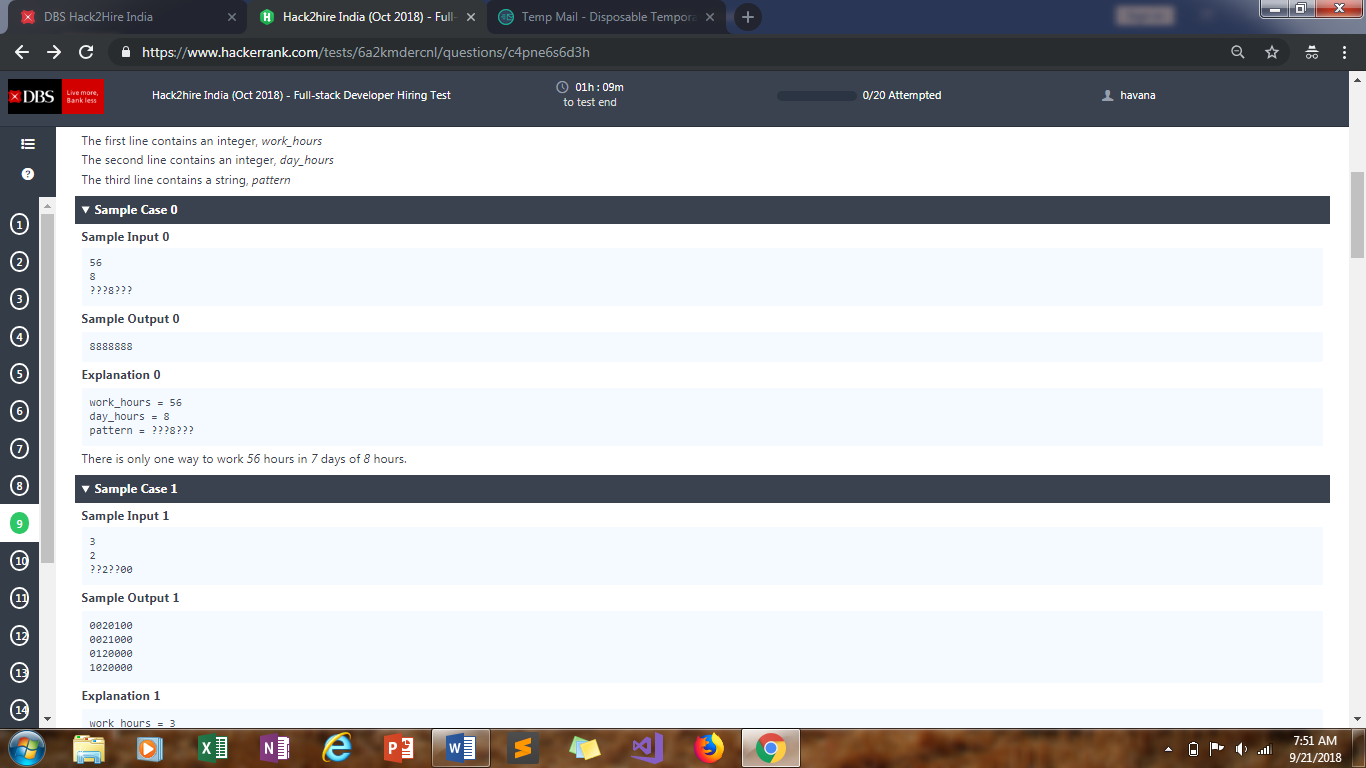 DBS Hack2Hire India
Hack2hire India (Oct 2018) - Full-
Temp Mail - Disposable Tempora
https://www.hackerrank.com/tests/6a2kmdercnl/questions/c4pne6s6d3h
DBS Live more, Bank less
Hack2hire India (Oct 2018) - Full-stack Developer Hiring Test
01h : 09m
to test end
0/20 Attempted
havana
The first line contains an integer, work_hours
The second line contains an integer, day_hours
The third line contains a string, pattern
Sample Case 0
Sample Input 0
56
8
???8???
Sample Output 0
8888888
Explanation 0
work_hours = 56
day_hours = 8
pattern = ???8???
There is only one way to work 56 hours in 7 days of 8 hours.
Sample Case 1
Sample Input 1
3
2
??2??00
Sample Output 1
0020100
0021000
0120000
1020000
Explanation 1
work_hours = 3
1
2
3
4
5
6
7
8
9
10
11
12
13
14
7:51 AM
9/21/2018